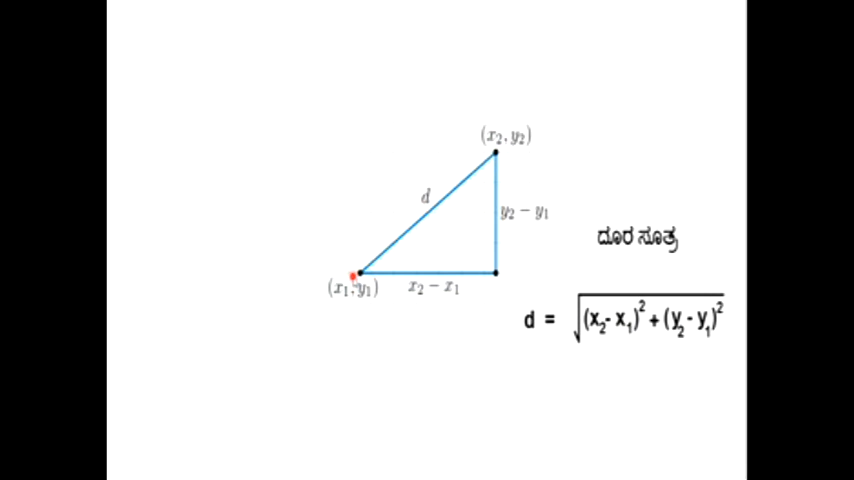 (x₂, y₂)
d
y₂ − y₁
ದೂರ ಸೂತ್ರ
(x₁, y₁)
x₂ − x₁
d = √(x₂- x₁)² + (y₂- y₁)²